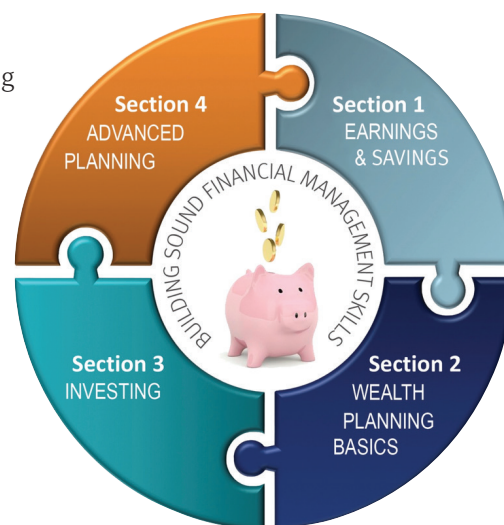 g
Section 4
ADVANCED
PLANNING
Section 1
EARNINGS
& SAVINGS
BUILDING SOUND FINANCIAL MANAGEMENT SKILLS
Section 3
INVESTING
Section 2
WEALTH
PLANNING
BASICS